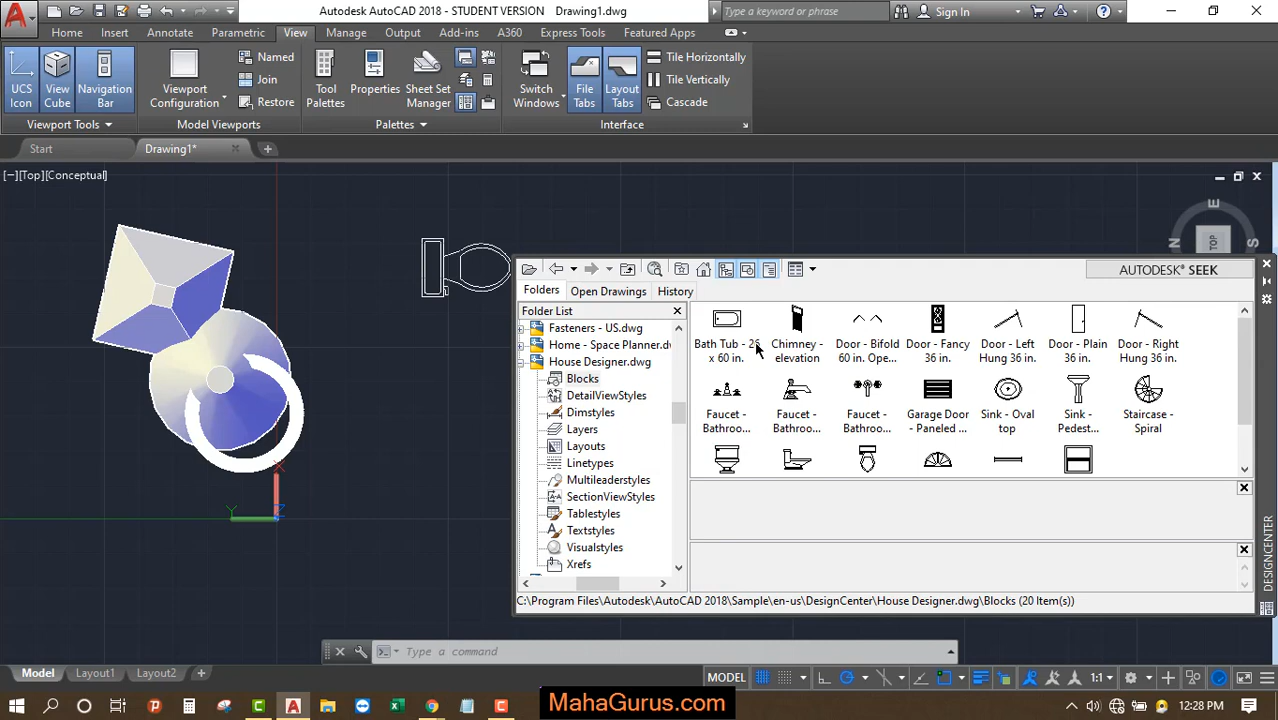 Autodesk AutoCAD 2018 - STUDENT VERSION Drawing1.dwg
Type a keyword or phrase
Sign In
Home Insert Annotate Parametric View Manage Output Add-ins A360 Express Tools Featured Apps
UCS Icon
View Cube
Navigation Bar
Viewport Tools
Viewport Configuration
Named
Join
Restore
Model Viewports
Tool Palettes
Properties
Sheet Set Manager
Palettes
Switch Windows
File Tabs
Layout Tabs
Tile Horizontally
Tile Vertically
Cascade
Interface
Start
Drawing1*
[−][Top][Conceptual]
E
N
TOP
S
X
Y
Z
AUTODESK® SEEK
Folders Open Drawings History
Folder List
Fasteners - US.dwg
Home - Space Planner.dw
House Designer.dwg
Blocks
DetailViewStyles
Dimstyles
Layers
Layouts
Linetypes
Multileaderstyles
SectionViewStyles
Tablestyles
Textstyles
Visualstyles
Xrefs
Bath Tub - 26 x 60 in.
Chimney - elevation
Door - Bifold 60 in. Ope...
Door - Fancy 36 in.
Door - Left Hung 36 in.
Door - Plain 36 in.
Door - Right Hung 36 in.
Faucet - Bathroo...
Faucet - Bathroo...
Faucet - Bathroo...
Garage Door - Paneled ...
Sink - Oval top
Sink - Pedest...
Staircase - Spiral
DESIGNCENTER
C:\Program Files\Autodesk\AutoCAD 2018\Sample\en-us\DesignCenter\House Designer.dwg\Blocks (20 Item(s))
Type a command
Model Layout1 Layout2
MODEL
1:1
MahaGurus.com
12:28 PM